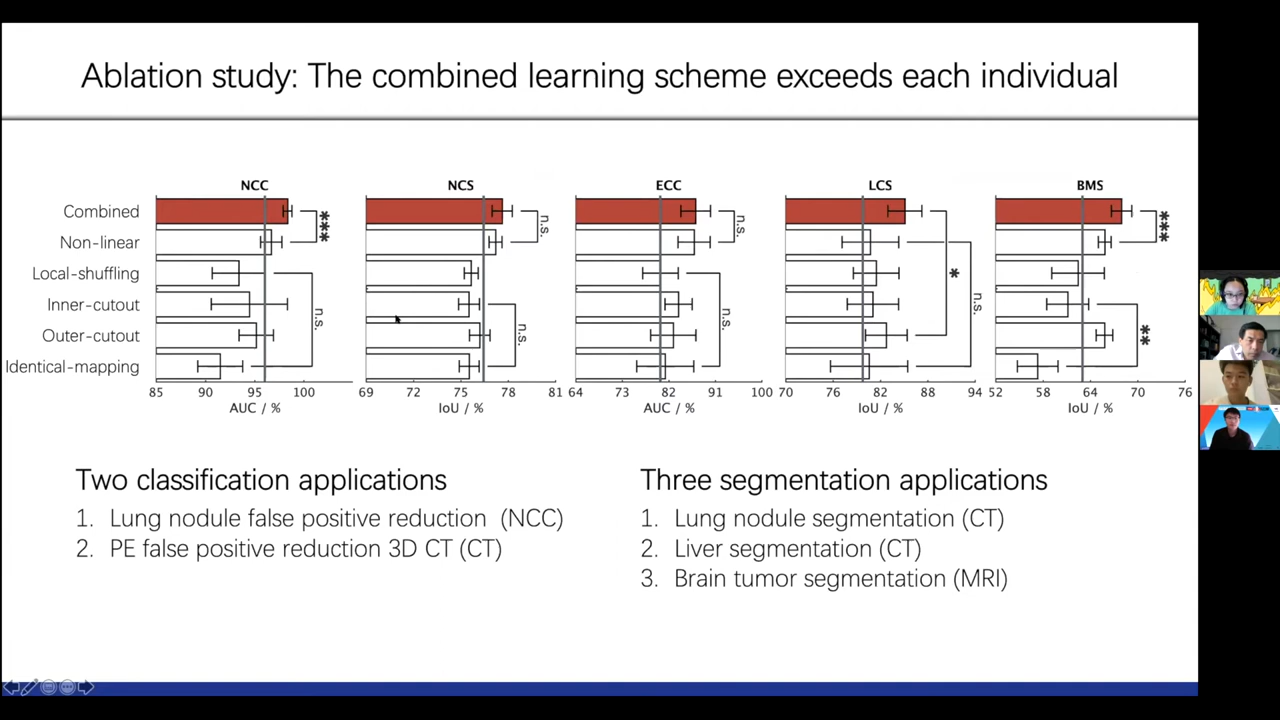 Ablation study: The combined learning scheme exceeds each individual
NCC NCS ECC LCS BMS
Combined
Non-linear
Local-shuffling
Inner-cutout
Outer-cutout
Identical-mapping
*** n.s. n.s. * n.s. ***
n.s. n.s. n.s. **
85 90 95 100 69 72 75 78 81 64 73 82 91 100 70 76 82 88 94 52 58 64 70 76
AUC / % IoU / % AUC / % IoU / % IoU / %
Two classification applications
1. Lung nodule false positive reduction (NCC)
2. PE false positive reduction 3D CT (CT)
Three segmentation applications
1. Lung nodule segmentation (CT)
2. Liver segmentation (CT)
3. Brain tumor segmentation (MRI)